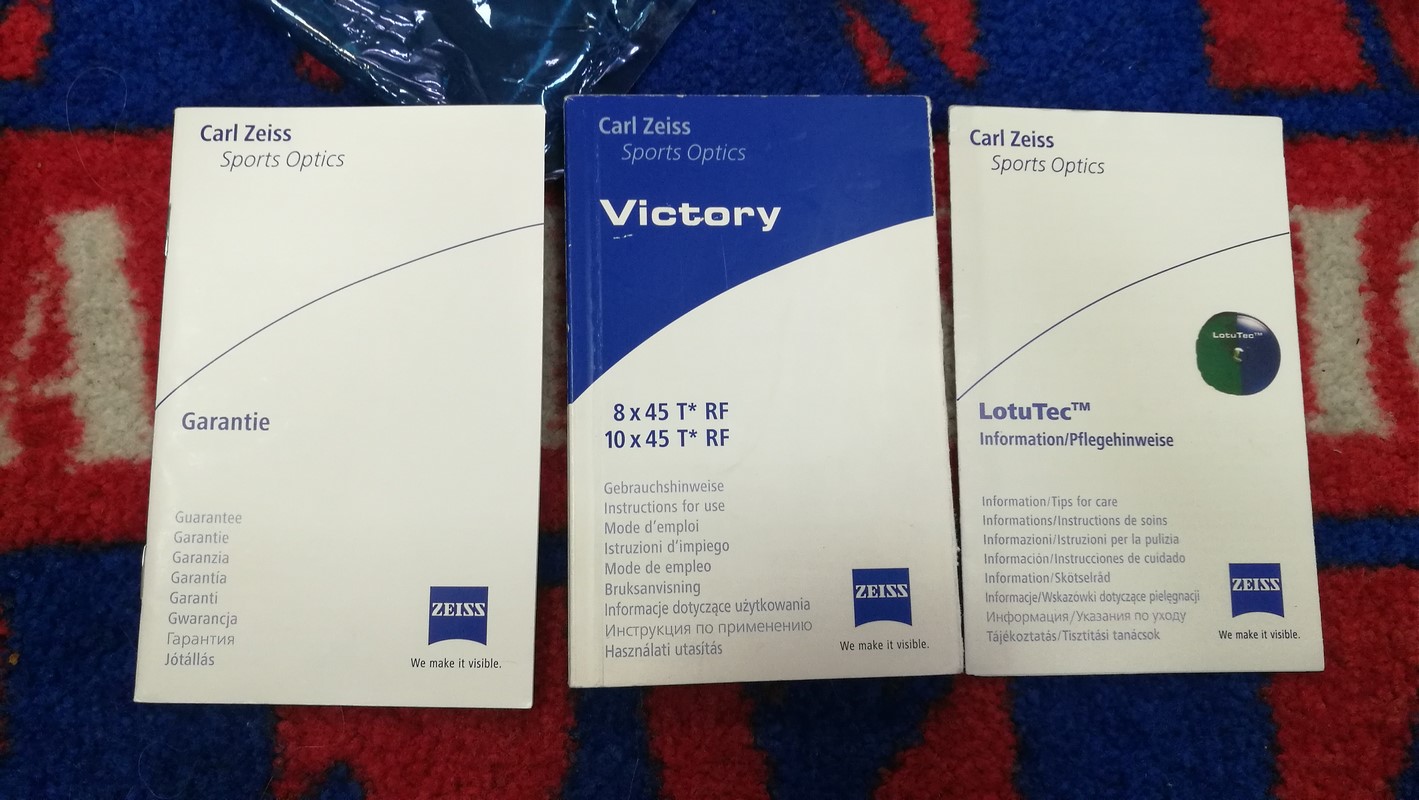 Carl Zeiss
Sports Optics
Garantie
Guarantee
Garantie
Garanzia
Garantía
Garanti
Gwarancja
Гарантия
Jótállás
ZEISS
We make it visible.
Carl Zeiss
Sports Optics
Victory
8 x 45 T* RF
10 x 45 T* RF
Gebrauchshinweise
Instructions for use
Mode d'emploi
Istruzioni d'impiego
Mode de empleo
Bruksanvisning
Informacje dotyczące użytkowania
Инструкция по применению
Használati utasítás
ZEISS
We make it visible.
Carl Zeiss
Sports Optics
LotuTec™
LotuTec™
Information/Pflegehinweise
Information/Tips for care
Informations/Instructions de soins
Informazioni/Istruzioni per la pulizia
Información/Instrucciones de cuidado
Information/Skötselråd
Informacje/Wskazówki dotyczące pielęgnacji
Информация/Указания по уходу
Tájékoztatás/Tisztítási tanácsok
ZEISS
We make it visible.